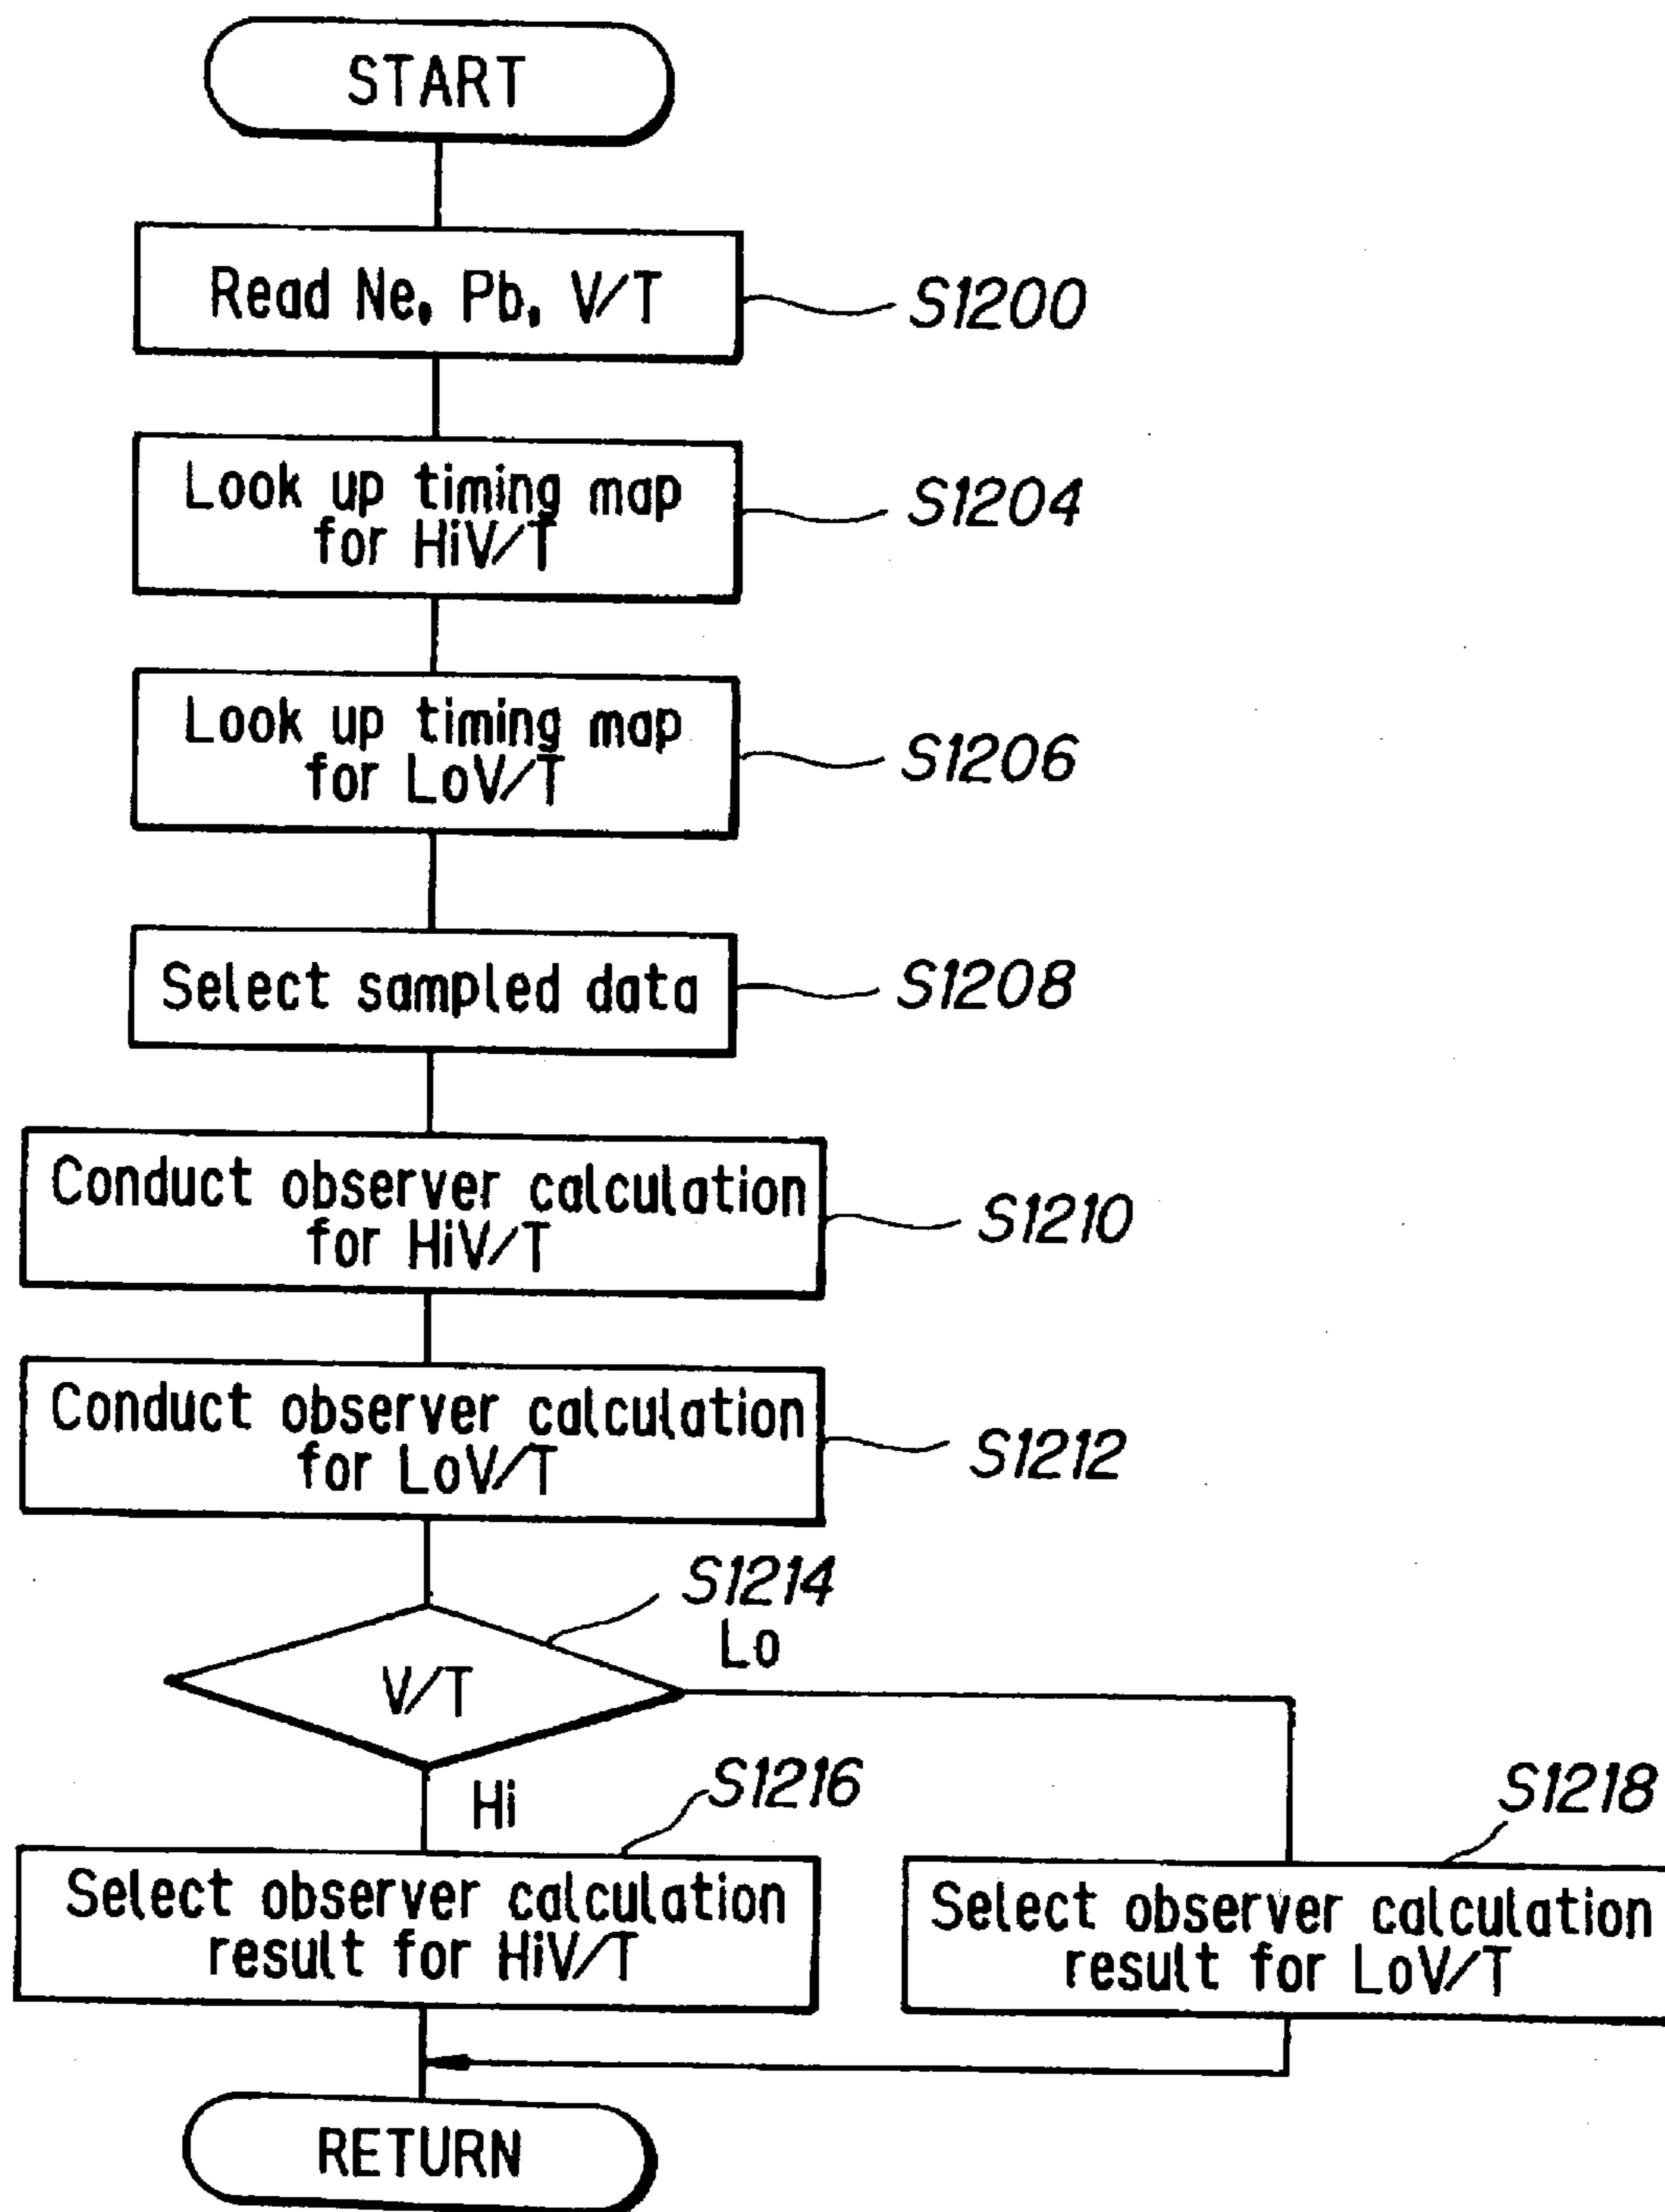 START
Read Ne, Pb, V/T
S1200
Look up timing map
for HiV/T
S1204
Look up timing map
for LoV/T
S1206
Select sampled data
S1208
Conduct observer calculation
for HiV/T
S1210
Conduct observer calculation
for LoV/T
S1212
S1214
V/T
Lo
Hi
S1216
Select observer calculation
result for HiV/T
S1218
Select observer calculation
result for LoV/T
RETURN